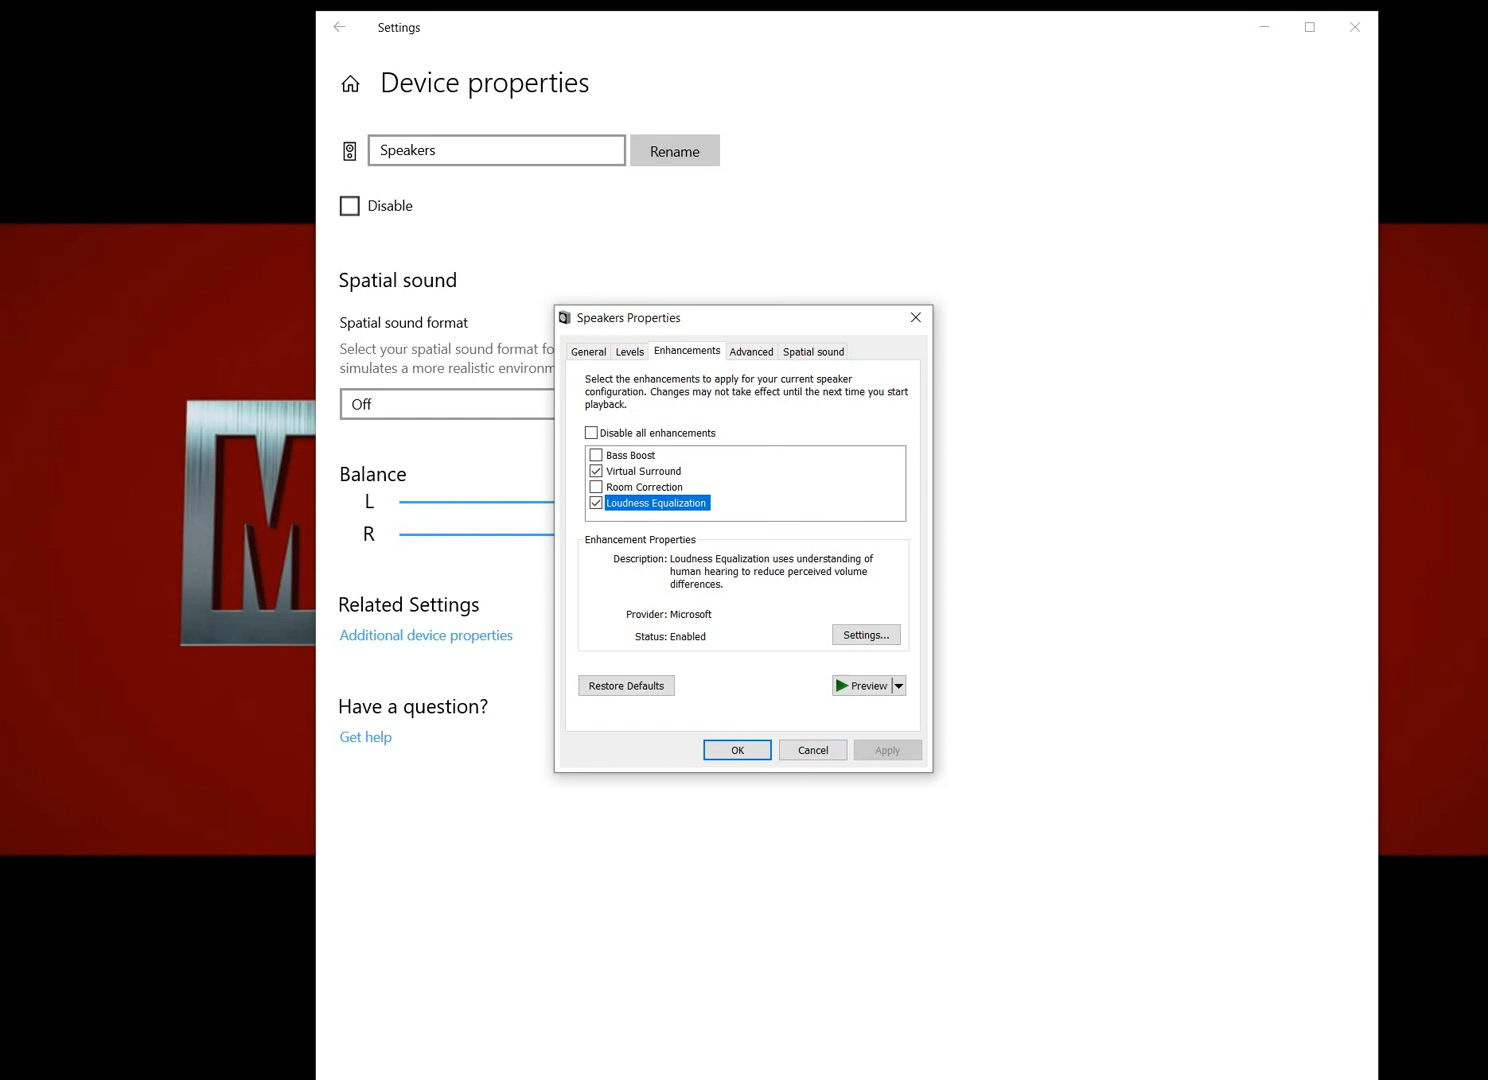 Settings
Device properties
Speakers
Rename
Disable
Spatial sound
Spatial sound format
Select your spatial sound format fo
simulates a more realistic environm
Off
Balance
L
R
Related Settings
Additional device properties
Have a question?
Get help
Speakers Properties
General Levels Enhancements Advanced Spatial sound
Select the enhancements to apply for your current speaker
configuration. Changes may not take effect until the next time you start
playback.
Disable all enhancements
Bass Boost
Virtual Surround
Room Correction
Loudness Equalization
Enhancement Properties
Description: Loudness Equalization uses understanding of
human hearing to reduce perceived volume
differences.
Provider: Microsoft
Status: Enabled
Settings...
Restore Defaults
Preview
OK Cancel Apply
M